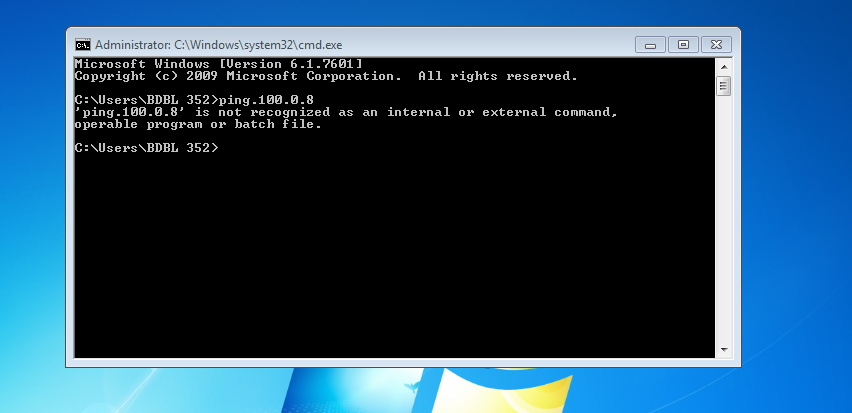 Administrator: C:\Windows\system32\cmd.exe
Microsoft Windows [Version 6.1.7601]
Copyright (c) 2009 Microsoft Corporation.  All rights reserved.
C:\Users\BDBL 352>ping.100.0.8
'ping.100.0.8' is not recognized as an internal or external command,
operable program or batch file.
C:\Users\BDBL 352>